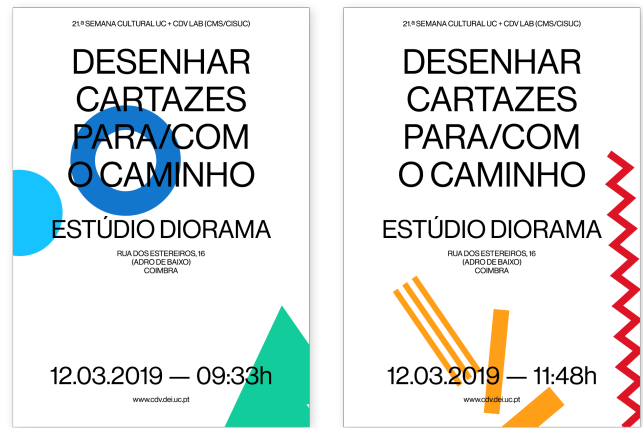 21.ª SEMANA CULTURAL UC + CDV LAB (CMS/CISUC)
DESENHAR
CARTAZES
PARA/COM
O CAMINHO
ESTÚDIO DIORAMA
RUA DOS ESTEREIROS, 16
(ADRO DE BAIXO)
COIMBRA
12.03.2019 — 09:33h
www.cdv.dei.uc.pt
21.ª SEMANA CULTURAL UC + CDV LAB (CMS/CISUC)
DESENHAR
CARTAZES
PARA/COM
O CAMINHO
ESTÚDIO DIORAMA
RUA DOS ESTEREIROS, 16
(ADRO DE BAIXO)
COIMBRA
12.03.2019 — 11:48h
www.cdv.dei.uc.pt